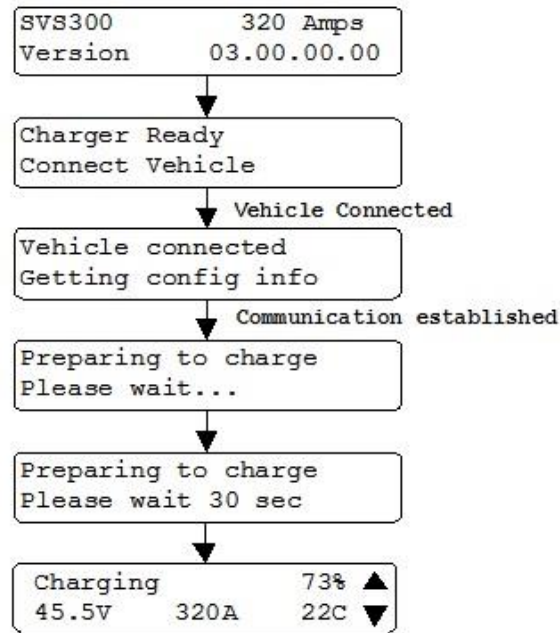 SVS300 320 Amps
Version 03.00.00.00
Charger Ready
Connect Vehicle
Vehicle Connected
Vehicle connected
Getting config info
Communication established
Preparing to charge
Please wait...
Preparing to charge
Please wait 30 sec
Charging 73%
45.5V 320A 22C